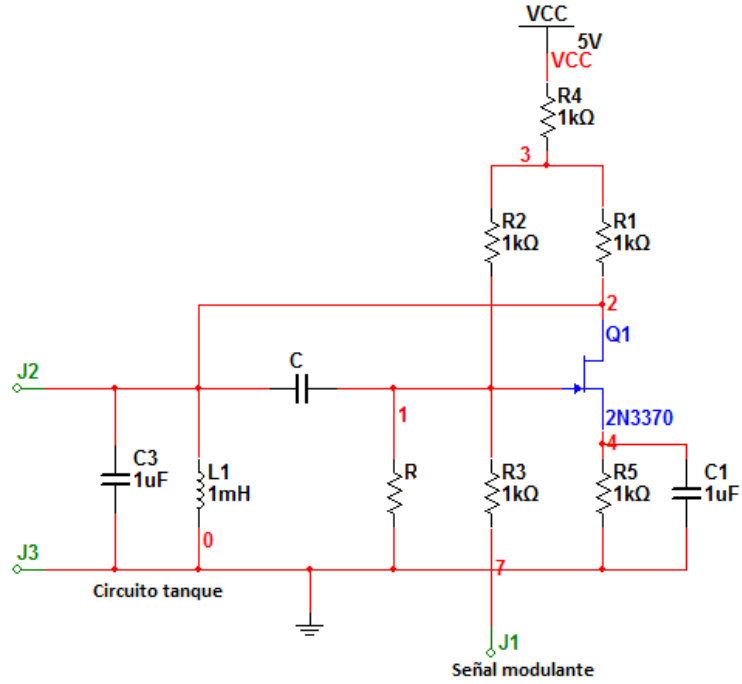 VCC
5V
VCC
R4
1kΩ
3
R2
1kΩ
R1
1kΩ
2
Q1
J2
C
1
2N3370
4
C3
1uF
L1
1mH
R
R3
1kΩ
R5
1kΩ
C1
1uF
0
J3
7
Circuito tanque
J1
Señal modulante